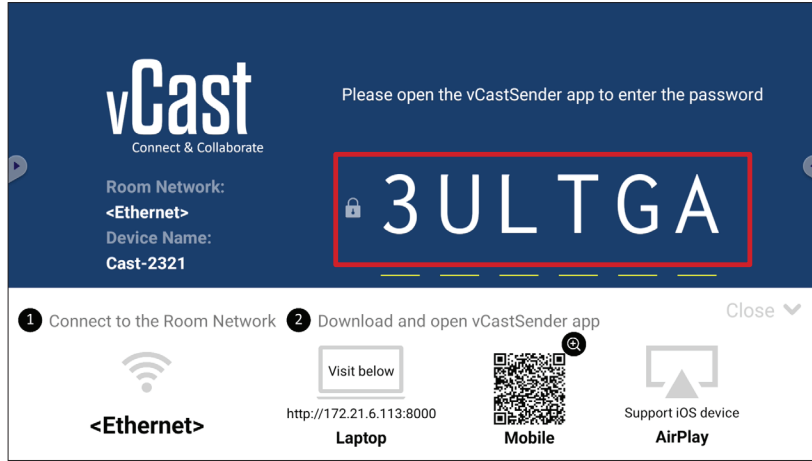 vCast
Connect & Collaborate
Please open the vCastSender app to enter the password
Room Network:
<Ethernet>
Device Name:
Cast-2321
3ULTGA
Close
1 Connect to the Room Network
2 Download and open vCastSender app
<Ethernet>
Visit below
http://172.21.6.113:8000
Laptop
Mobile
Support iOS device
AirPlay